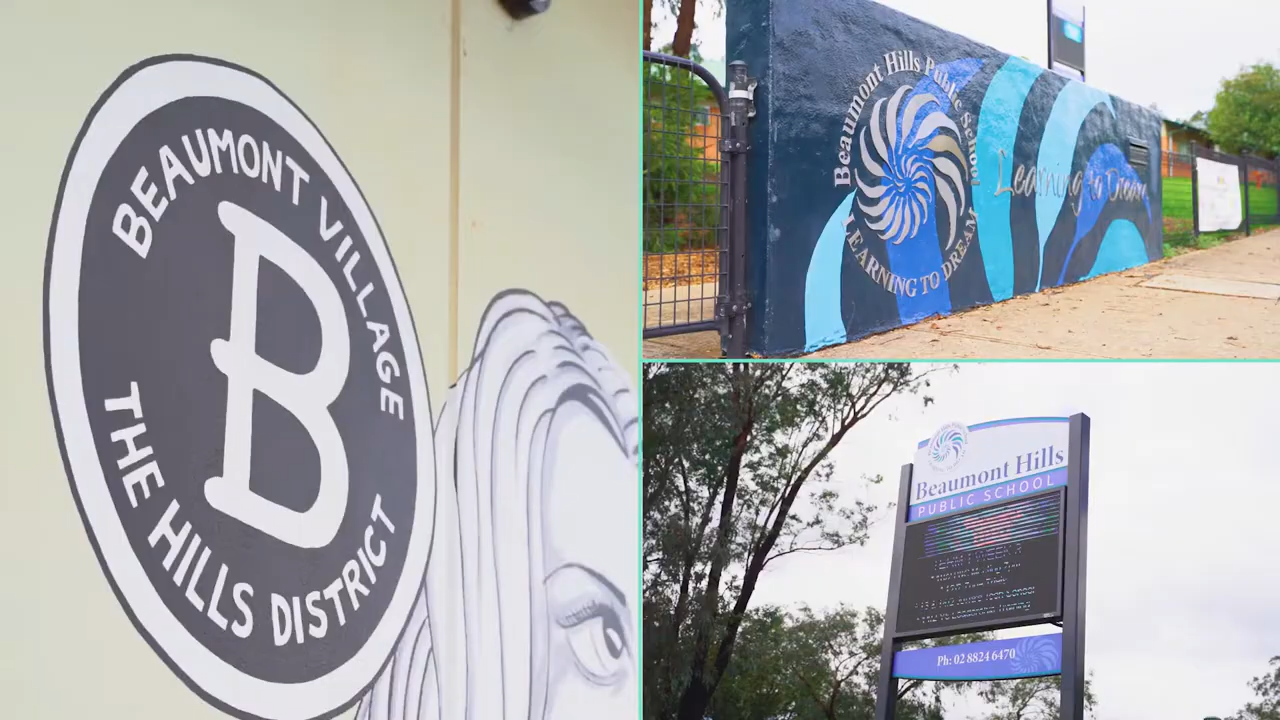 BEAUMONT VILLAGE
B
THE HILLS DISTRICT
Beaumont Hills Public School
LEARNING TO DREAM
Learning to Dream
Beaumont Hills
PUBLIC SCHOOL
Ph: 02 8824 6470